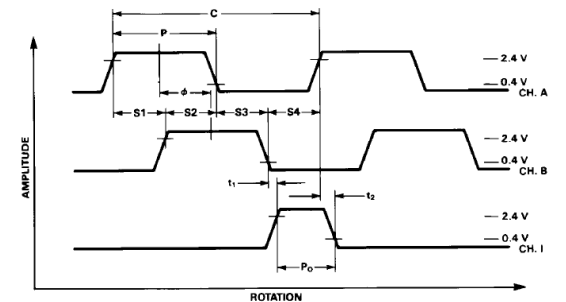 C
P
2.4 V
ϕ
0.4 V
CH. A
S1 S2 S3 S4
2.4 V
0.4 V
CH. B
t₁
t₂
2.4 V
0.4 V
CH. I
P₀
AMPLITUDE
ROTATION